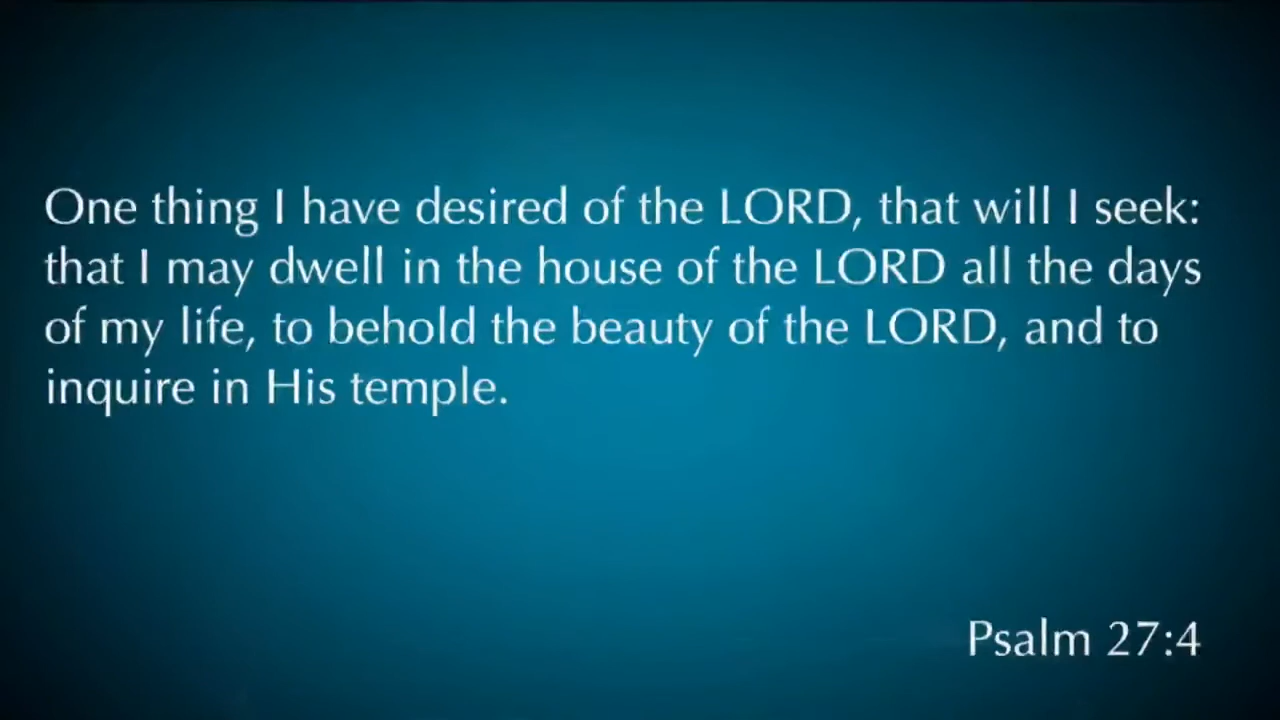 One thing I have desired of the LORD, that will I seek:
that I may dwell in the house of the LORD all the days
of my life, to behold the beauty of the LORD, and to
inquire in His temple.
Psalm 27:4